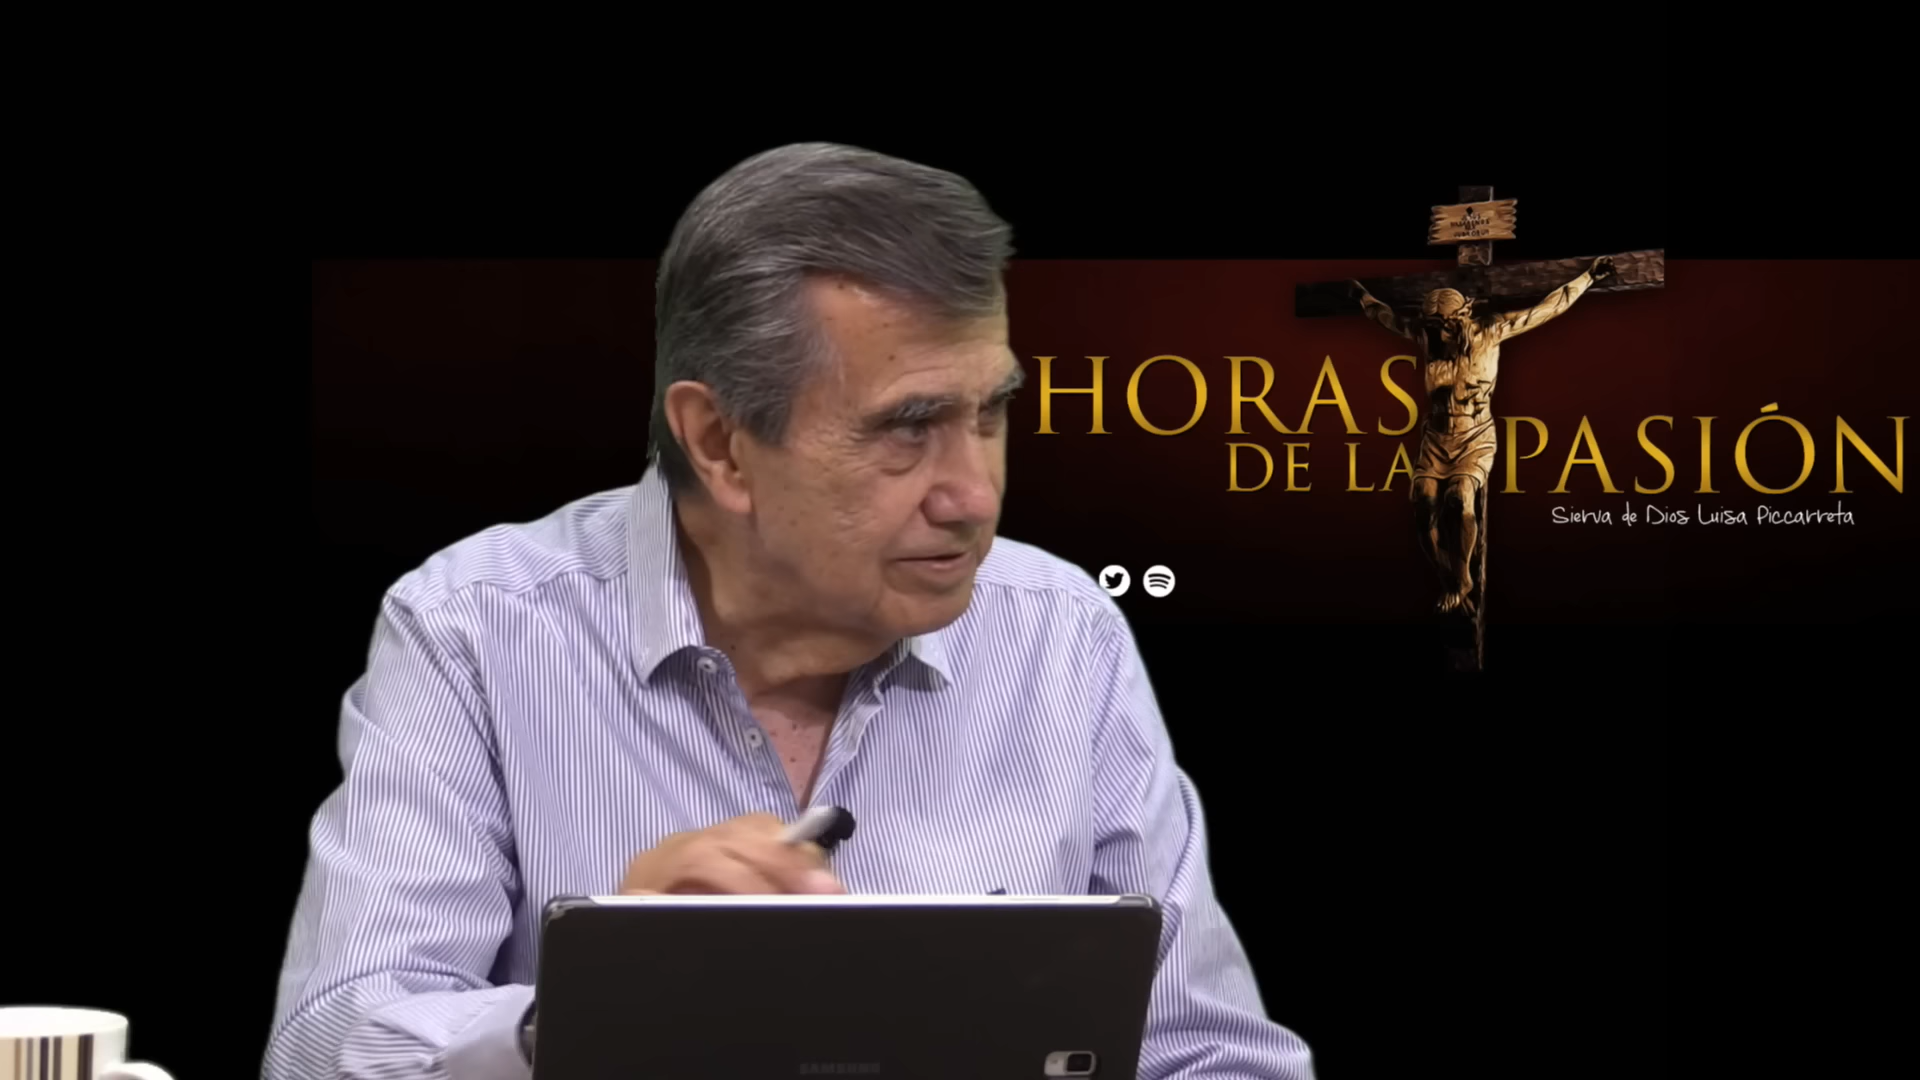 HORAS
DE LA PASIÓN
Sierva de Dios Luisa Piccarreta
SAMSUNG